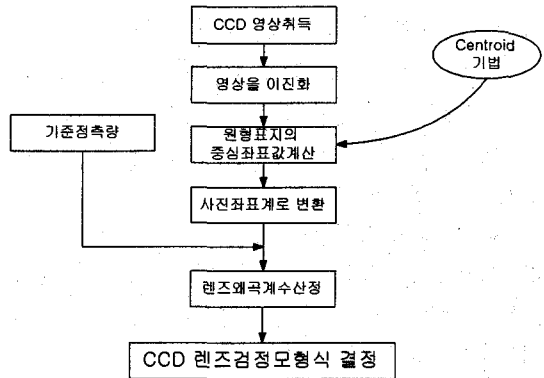 CCD 영상취득
Centroid
기법
영상을 이진화
가준점측량
원형표지의
중심좌표값계산
사진좌표계로 변환
렌즈왜곡계수산정
CCD 렌즈검정모형식 결정